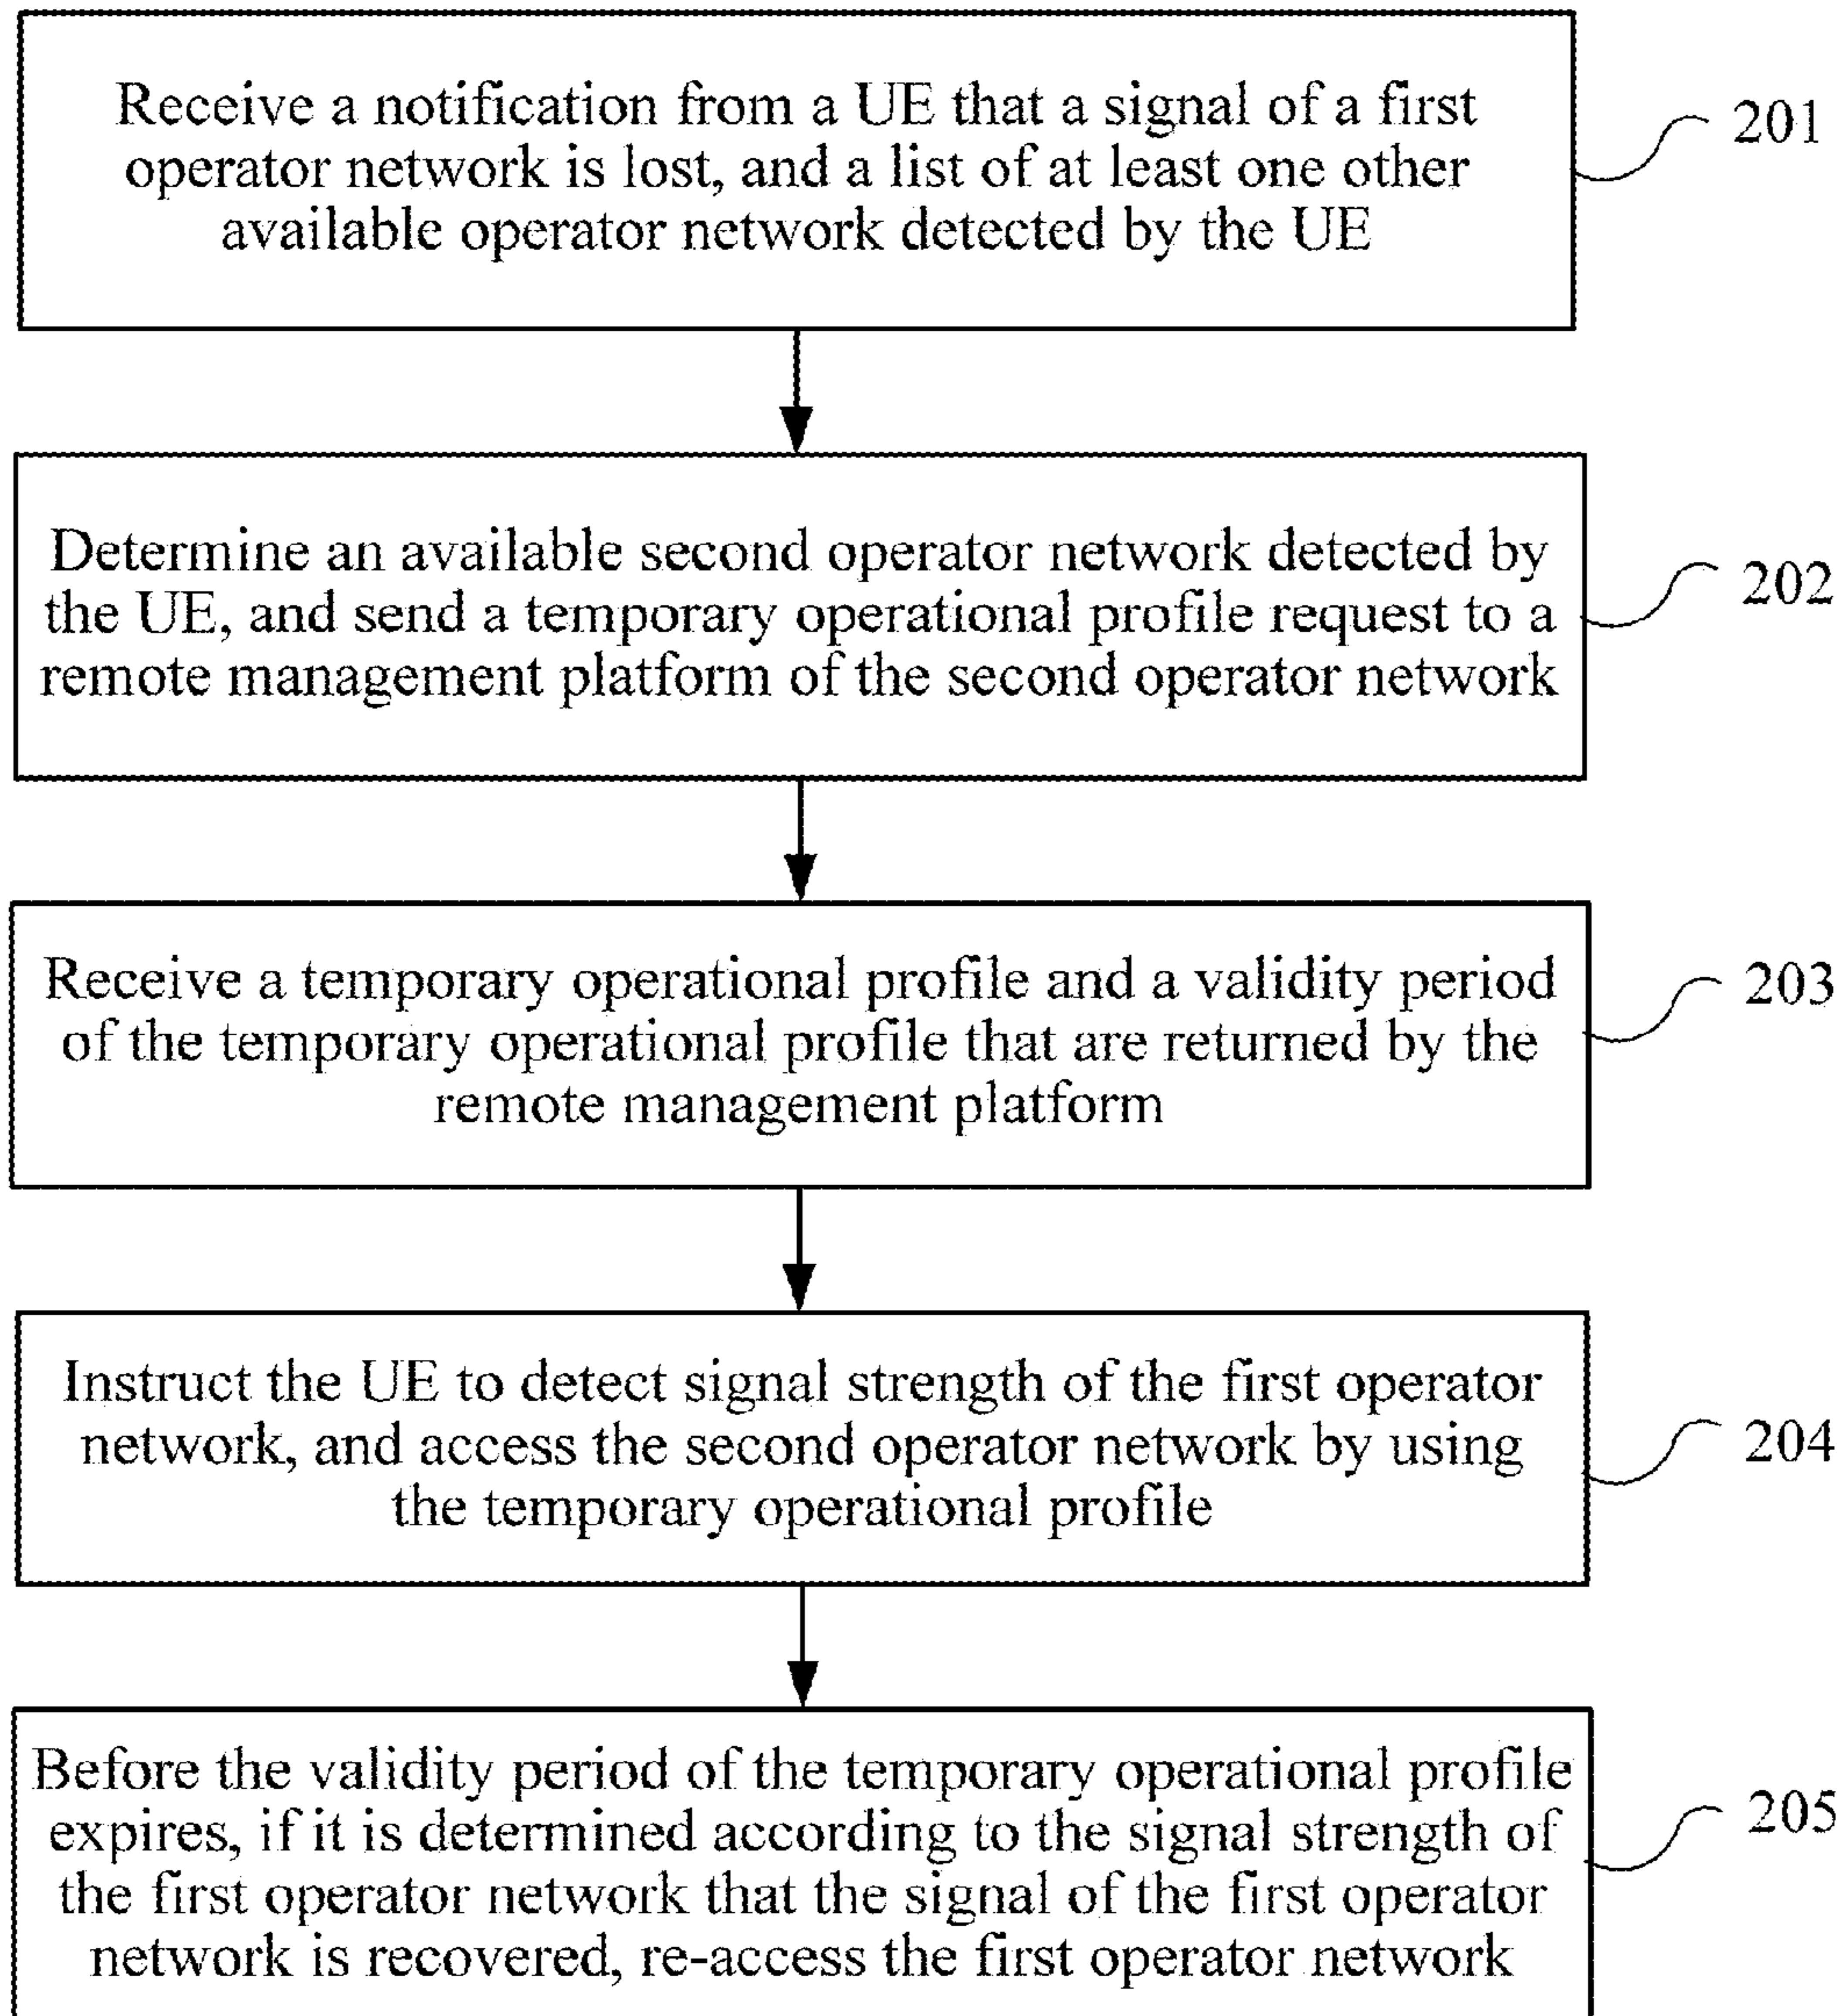 Receive a notification from a UE that a signal of a first
operator network is lost, and a list of at least one other
available operator network detected by the UE
201
Determine an available second operator network detected by
the UE, and send a temporary operational profile request to a
remote management platform of the second operator network
202
Receive a temporary operational profile and a validity period
of the temporary operational profile that are returned by the
remote management platform
203
Instruct the UE to detect signal strength of the first operator
network, and access the second operator network by using
the temporary operational profile
204
Before the validity period of the temporary operational profile
expires, if it is determined according to the signal strength of
the first operator network that the signal of the first operator
network is recovered, re-access the first operator network
205